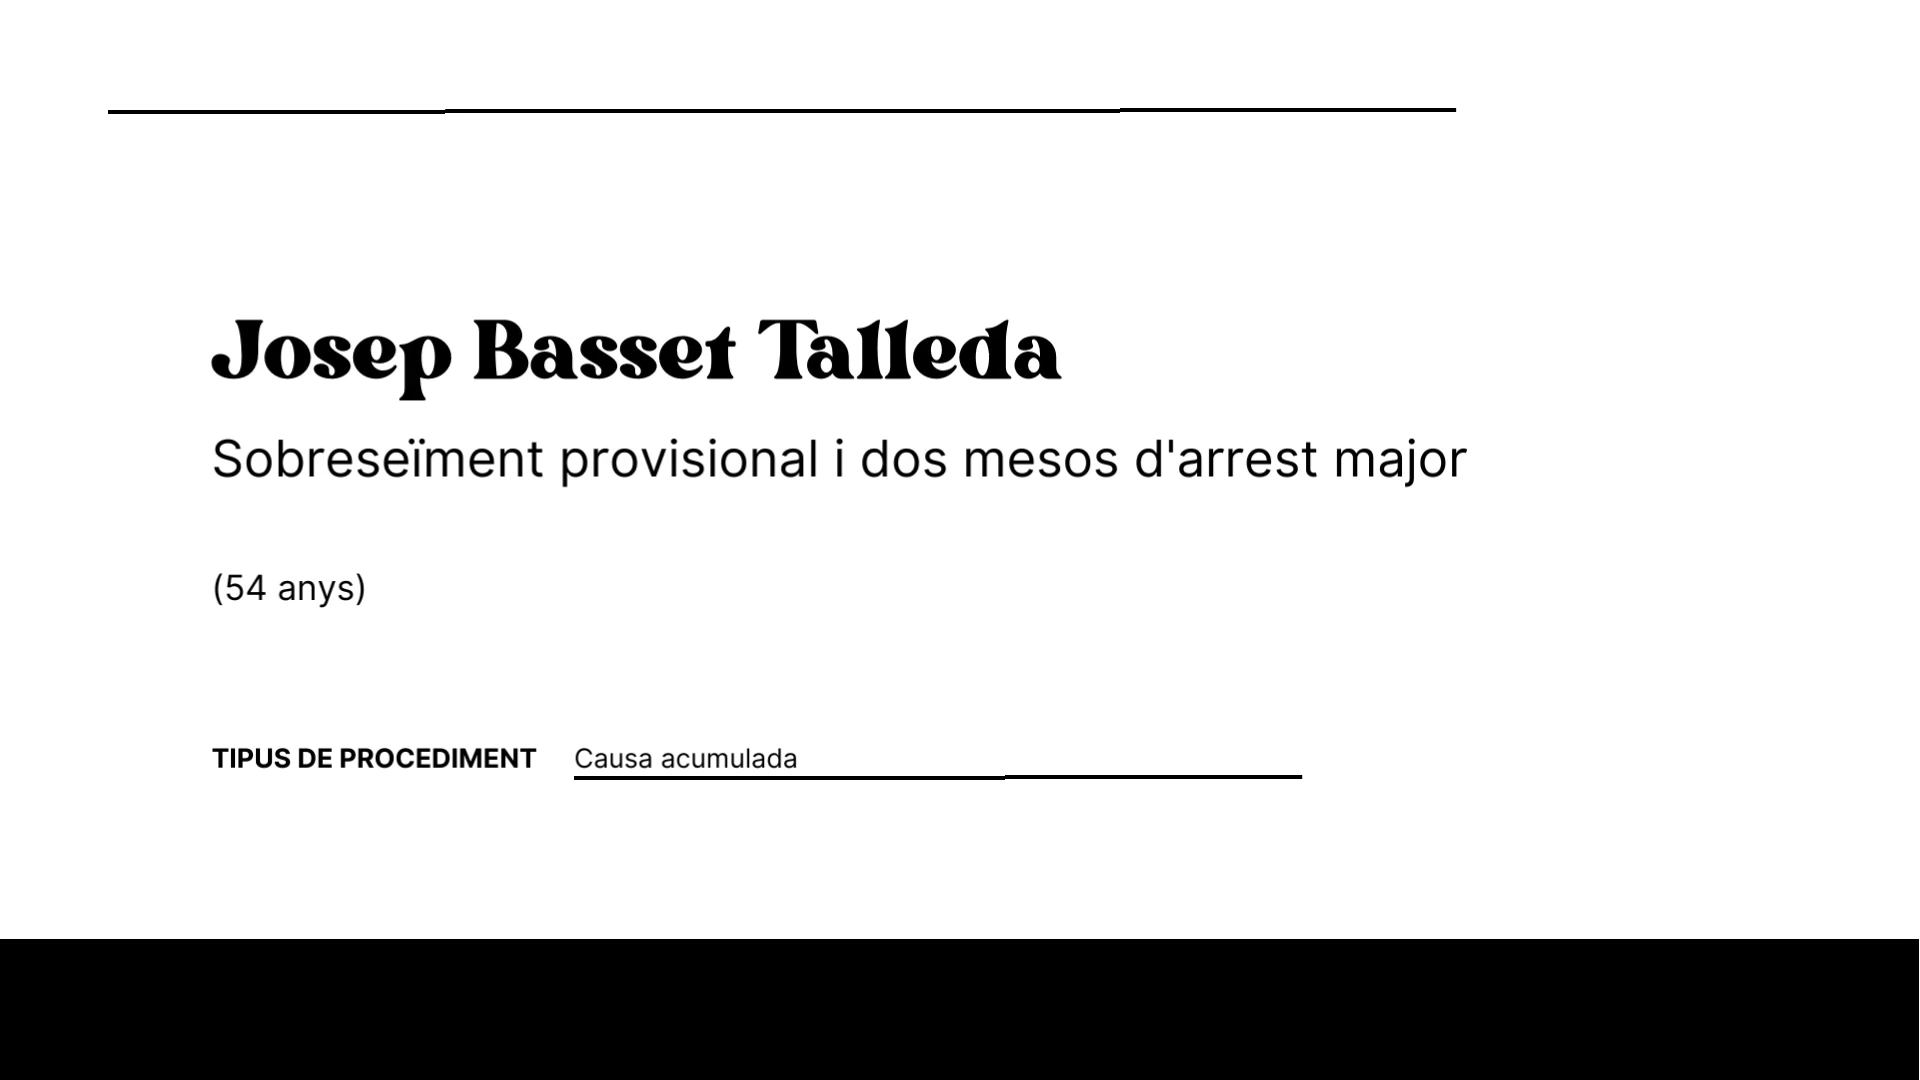 Josep Basset Talleda
Sobreseïment provisional i dos mesos d'arrest major
(54 anys)
TIPUS DE PROCEDIMENT Causa acumulada